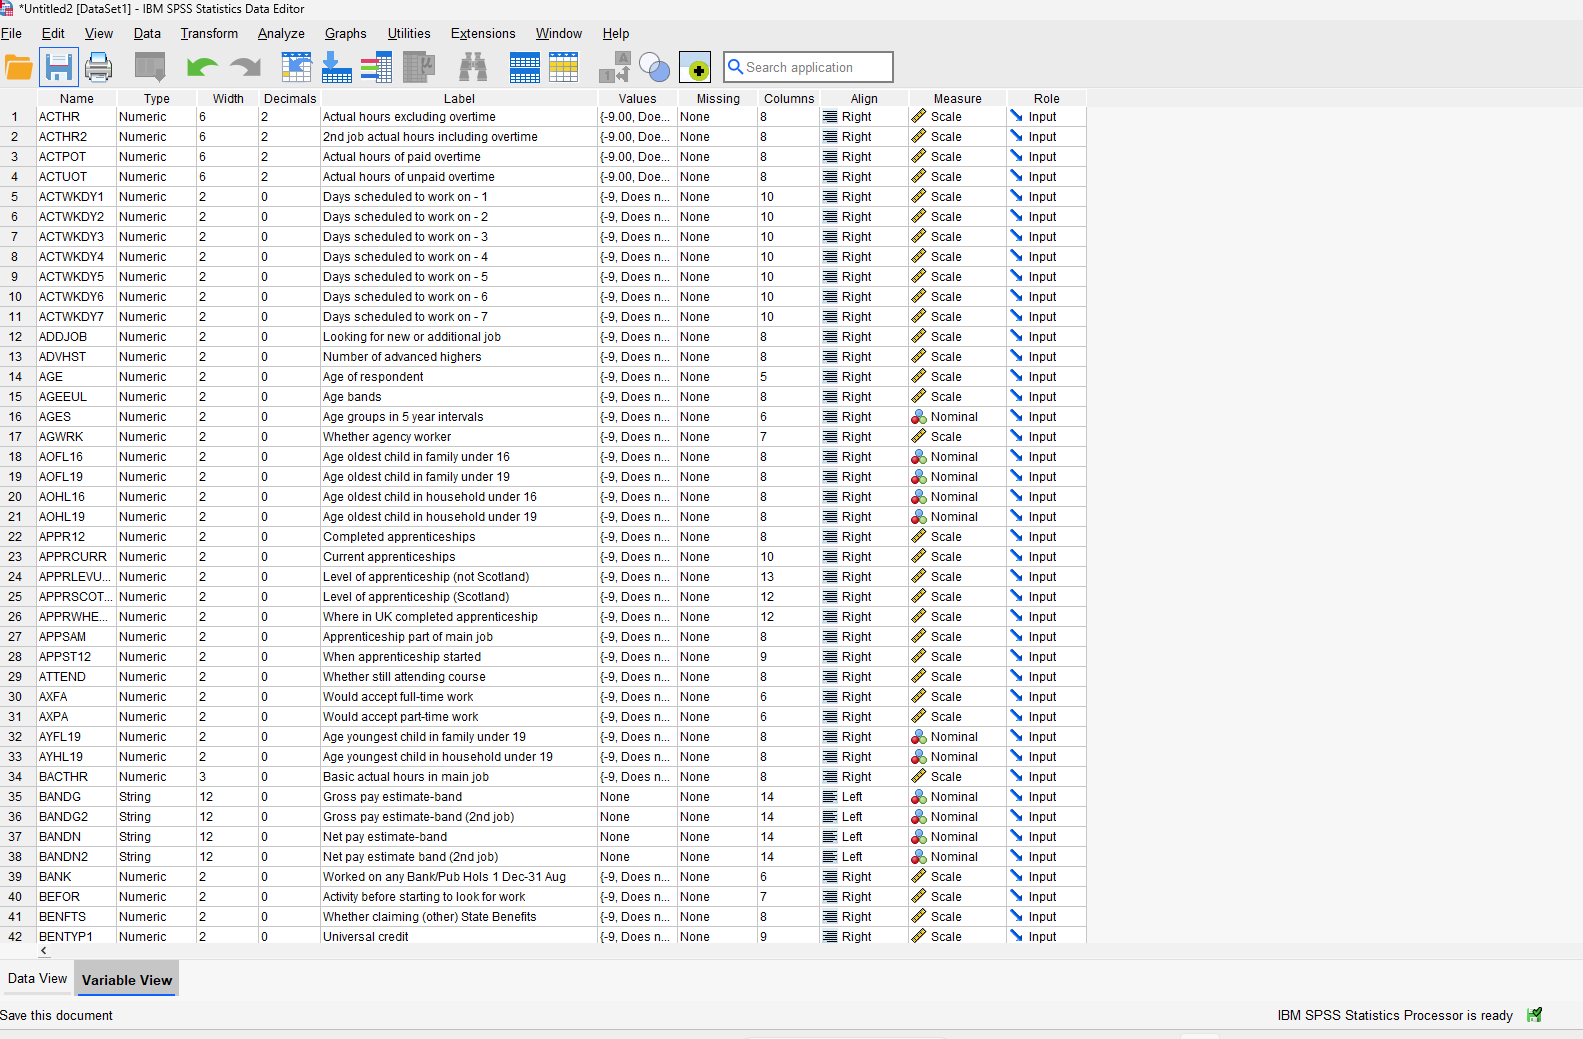 *Untitled2 [DataSet1] - IBM SPSS Statistics Data Editor
File Edit View Data Transform Analyze Graphs Utilities Extensions Window Help
Search application
Name Type Width Decimals Label Values Missing Columns Align Measure Role
1 ACTHR Numeric 6 2 Actual hours excluding overtime {-9.00, Doe... None 8 Right Scale Input
2 ACTHR2 Numeric 6 2 2nd job actual hours including overtime {-9.00, Doe... None 8 Right Scale Input
3 ACTPOT Numeric 6 2 Actual hours of paid overtime {-9.00, Doe... None 8 Right Scale Input
4 ACTUOT Numeric 6 2 Actual hours of unpaid overtime {-9.00, Doe... None 8 Right Scale Input
5 ACTWKDY1 Numeric 2 0 Days scheduled to work on - 1 {-9, Does n... None 10 Right Scale Input
6 ACTWKDY2 Numeric 2 0 Days scheduled to work on - 2 {-9, Does n... None 10 Right Scale Input
7 ACTWKDY3 Numeric 2 0 Days scheduled to work on - 3 {-9, Does n... None 10 Right Scale Input
8 ACTWKDY4 Numeric 2 0 Days scheduled to work on - 4 {-9, Does n... None 10 Right Scale Input
9 ACTWKDY5 Numeric 2 0 Days scheduled to work on - 5 {-9, Does n... None 10 Right Scale Input
10 ACTWKDY6 Numeric 2 0 Days scheduled to work on - 6 {-9, Does n... None 10 Right Scale Input
11 ACTWKDY7 Numeric 2 0 Days scheduled to work on - 7 {-9, Does n... None 10 Right Scale Input
12 ADDJOB Numeric 2 0 Looking for new or additional job {-9, Does n... None 8 Right Scale Input
13 ADVHST Numeric 2 0 Number of advanced highers {-9, Does n... None 8 Right Scale Input
14 AGE Numeric 2 0 Age of respondent {-9, Does n... None 5 Right Scale Input
15 AGEEUL Numeric 2 0 Age bands {-9, Does n... None 8 Right Scale Input
16 AGES Numeric 2 0 Age groups in 5 year intervals {-9, Does n... None 6 Right Nominal Input
17 AGWRK Numeric 2 0 Whether agency worker {-9, Does n... None 7 Right Scale Input
18 AOFL16 Numeric 2 0 Age oldest child in family under 16 {-9, Does n... None 8 Right Nominal Input
19 AOFL19 Numeric 2 0 Age oldest child in family under 19 {-9, Does n... None 8 Right Nominal Input
20 AOHL16 Numeric 2 0 Age oldest child in household under 16 {-9, Does n... None 8 Right Nominal Input
21 AOHL19 Numeric 2 0 Age oldest child in household under 19 {-9, Does n... None 8 Right Nominal Input
22 APPR12 Numeric 2 0 Completed apprenticeships {-9, Does n... None 8 Right Scale Input
23 APPRCURR Numeric 2 0 Current apprenticeships {-9, Does n... None 10 Right Scale Input
24 APPRLEVU... Numeric 2 0 Level of apprenticeship (not Scotland) {-9, Does n... None 13 Right Scale Input
25 APPRSCOT... Numeric 2 0 Level of apprenticeship (Scotland) {-9, Does n... None 12 Right Scale Input
26 APPRWHE... Numeric 2 0 Where in UK completed apprenticeship {-9, Does n... None 12 Right Scale Input
27 APPSAM Numeric 2 0 Apprenticeship part of main job {-9, Does n... None 8 Right Scale Input
28 APPST12 Numeric 2 0 When apprenticeship started {-9, Does n... None 9 Right Scale Input
29 ATTEND Numeric 2 0 Whether still attending course {-9, Does n... None 8 Right Scale Input
30 AXFA Numeric 2 0 Would accept full-time work {-9, Does n... None 6 Right Scale Input
31 AXPA Numeric 2 0 Would accept part-time work {-9, Does n... None 6 Right Scale Input
32 AYFL19 Numeric 2 0 Age youngest child in family under 19 {-9, Does n... None 8 Right Nominal Input
33 AYHL19 Numeric 2 0 Age youngest child in household under 19 {-9, Does n... None 8 Right Nominal Input
34 BACTHR Numeric 3 0 Basic actual hours in main job {-9, Does n... None 8 Right Scale Input
35 BANDG String 12 0 Gross pay estimate-band None None 14 Left Nominal Input
36 BANDG2 String 12 0 Gross pay estimate-band (2nd job) None None 14 Left Nominal Input
37 BANDN String 12 0 Net pay estimate-band None None 14 Left Nominal Input
38 BANDN2 String 12 0 Net pay estimate band (2nd job) None None 14 Left Nominal Input
39 BANK Numeric 2 0 Worked on any Bank/Pub Hols 1 Dec-31 Aug {-9, Does n... None 6 Right Scale Input
40 BEFOR Numeric 2 0 Activity before starting to look for work {-9, Does n... None 7 Right Scale Input
41 BENFTS Numeric 2 0 Whether claiming (other) State Benefits {-9, Does n... None 8 Right Scale Input
42 BENTYP1 Numeric 2 0 Universal credit {-9, Does n... None 9 Right Scale Input
Data View Variable View
Save this document IBM SPSS Statistics Processor is ready